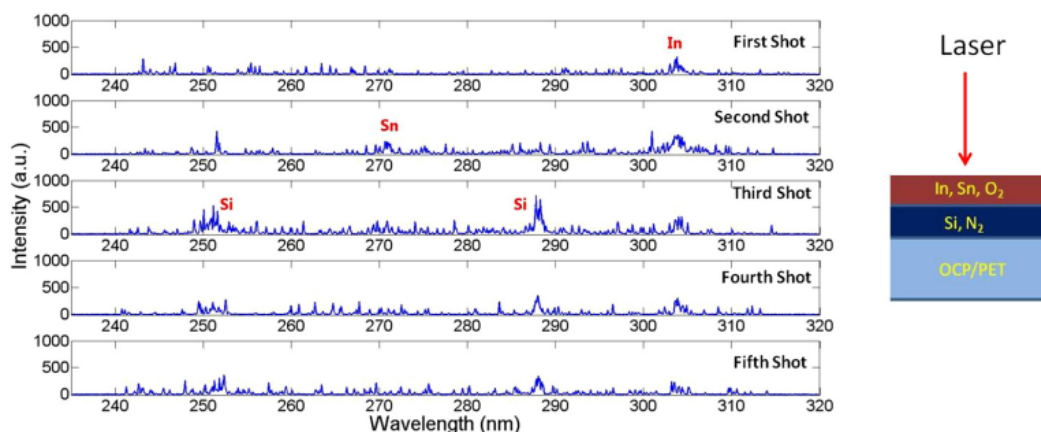 Intensity (a.u.)
1000
500
0
In
First Shot
240 250 260 270 280 290 300 310 320
1000
500
0
Sn
Second Shot
240 250 260 270 280 290 300 310 320
1000
500
0
Si
Si
Third Shot
240 250 260 270 280 290 300 310 320
1000
500
0
Fourth Shot
240 250 260 270 280 290 300 310 320
1000
500
0
Fifth Shot
240 250 260 270 280 290 300 310 320
Wavelength (nm)
Laser
In, Sn, O₂
Si, N₂
OCP/PET